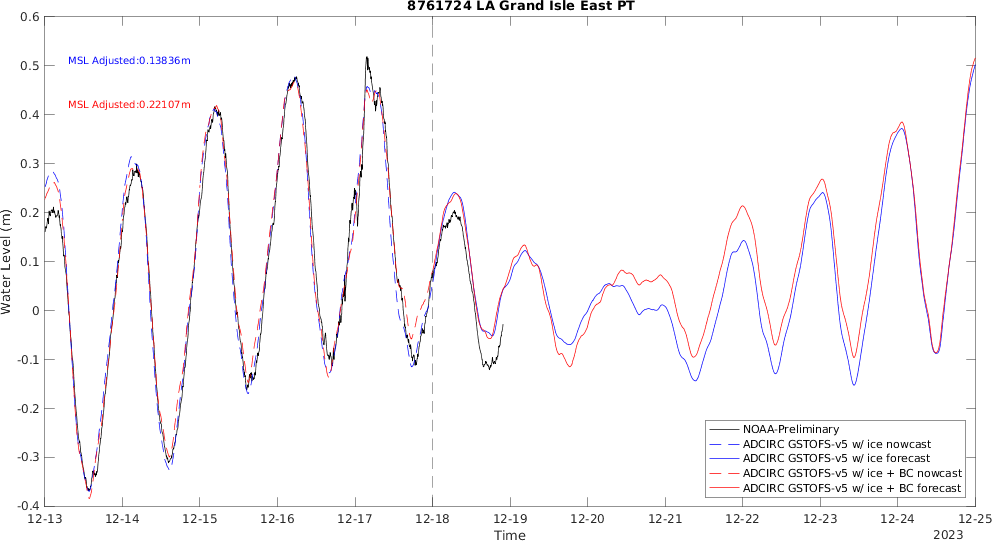 8761724 LA Grand Isle East PT
0.6
0.5
0.4
0.3
0.2
0.1
0
-0.1
-0.2
-0.3
-0.4
Water Level (m)
MSL Adjusted:0.13836m
MSL Adjusted:0.22107m
NOAA-Preliminary
ADCIRC GSTOFS-v5 w/ ice nowcast
ADCIRC GSTOFS-v5 w/ ice forecast
ADCIRC GSTOFS-v5 w/ice + BC nowcast
ADCIRC GSTOFS-v5 w/ice + BC forecast
12-13 12-14 12-15 12-16 12-17 12-18 12-19 12-20 12-21 12-22 12-23 12-24 12-25
Time
2023